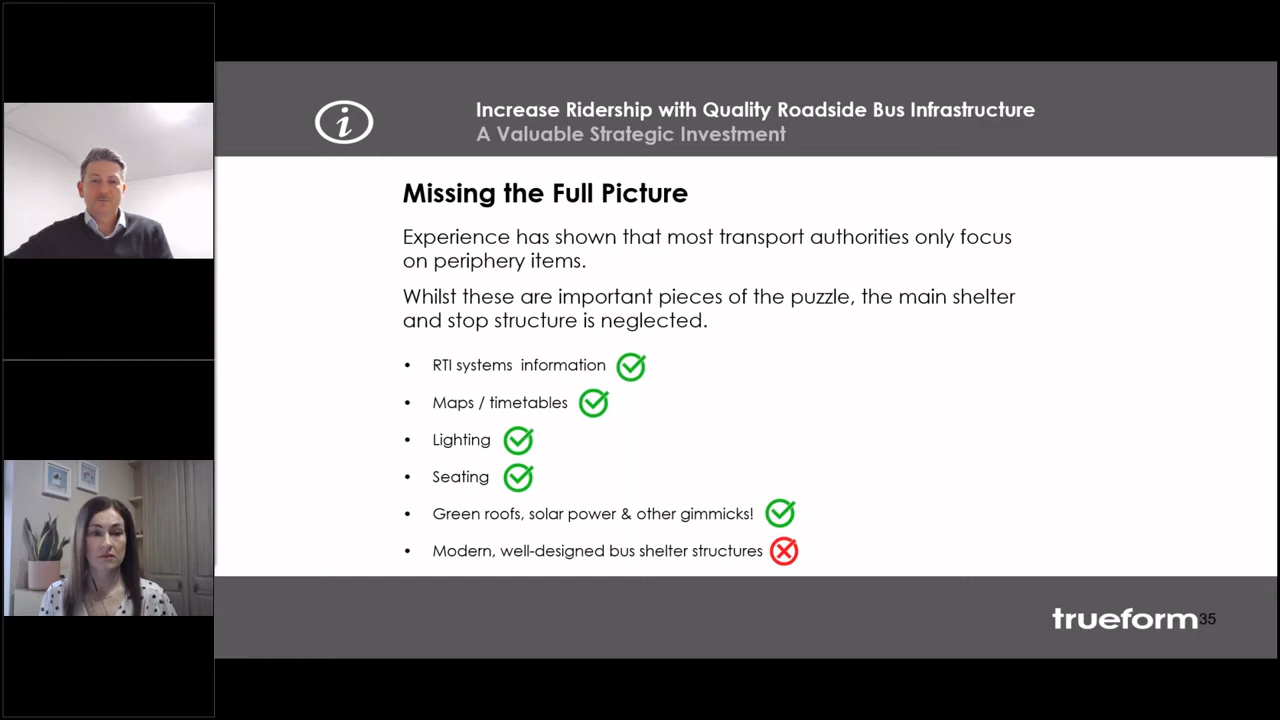 Increase Ridership with Quality Roadside Bus Infrastructure
A Valuable Strategic Investment
Missing the Full Picture
Experience has shown that most transport authorities only focus
on periphery items.
Whilst these are important pieces of the puzzle, the main shelter
and stop structure is neglected.
• RTI systems  information
• Maps / timetables
• Lighting
• Seating
• Green roofs, solar power & other gimmicks!
• Modern, well-designed bus shelter structures
trueform 35